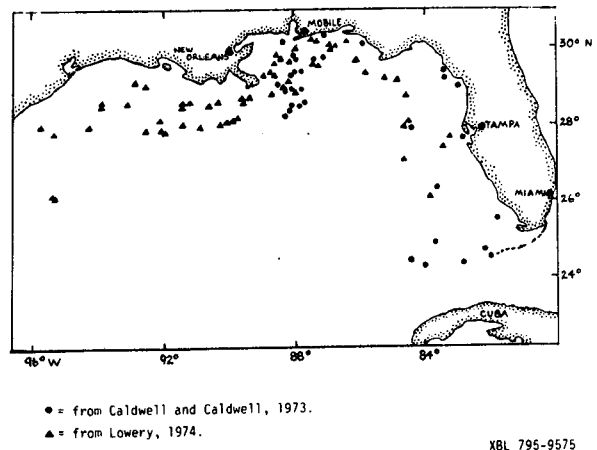 MOBILE
30° N
NEW
ORLEANS
28°
TAMPA
MIAMI
26°
24°
CUBA
96° W
92°
88°
84°
● = from Caldwell and Caldwell, 1973.
▲ = from Lowery, 1974.
XBL 795-9575